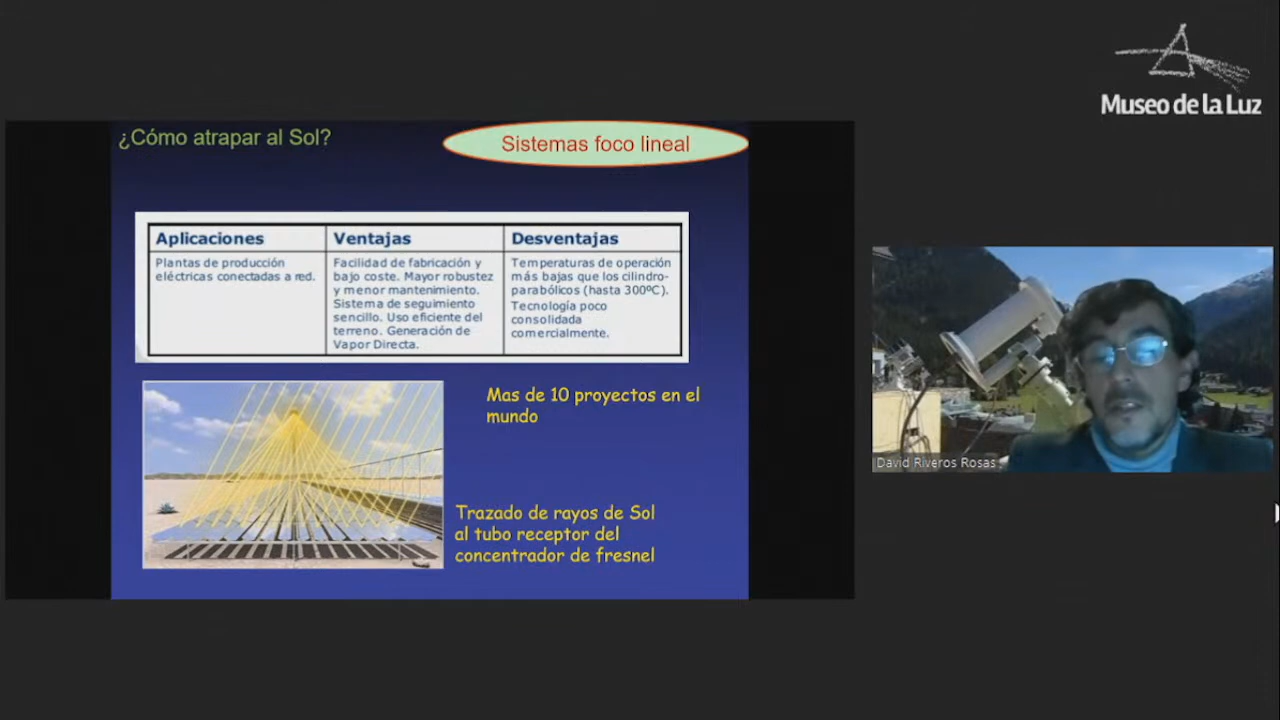 Museo de la Luz
¿Cómo atrapar al Sol?
Sistemas foco lineal
Aplicaciones
Plantas de producción
eléctricas conectadas a red.
Ventajas
Facilidad de fabricación y
bajo coste. Mayor robustez
y menor mantenimiento.
Sistema de seguimiento
sencillo. Uso eficiente del
terreno. Generación de
Vapor Directa.
Desventajas
Temperaturas de operación
más bajas que los cilindro-
parabólicos (hasta 300ºC).
Tecnología poco
consolidada
comercialmente.
Mas de 10 proyectos en el
mundo
Trazado de rayos de Sol
al tubo receptor del
concentrador de fresnel
David Riveros Rosas